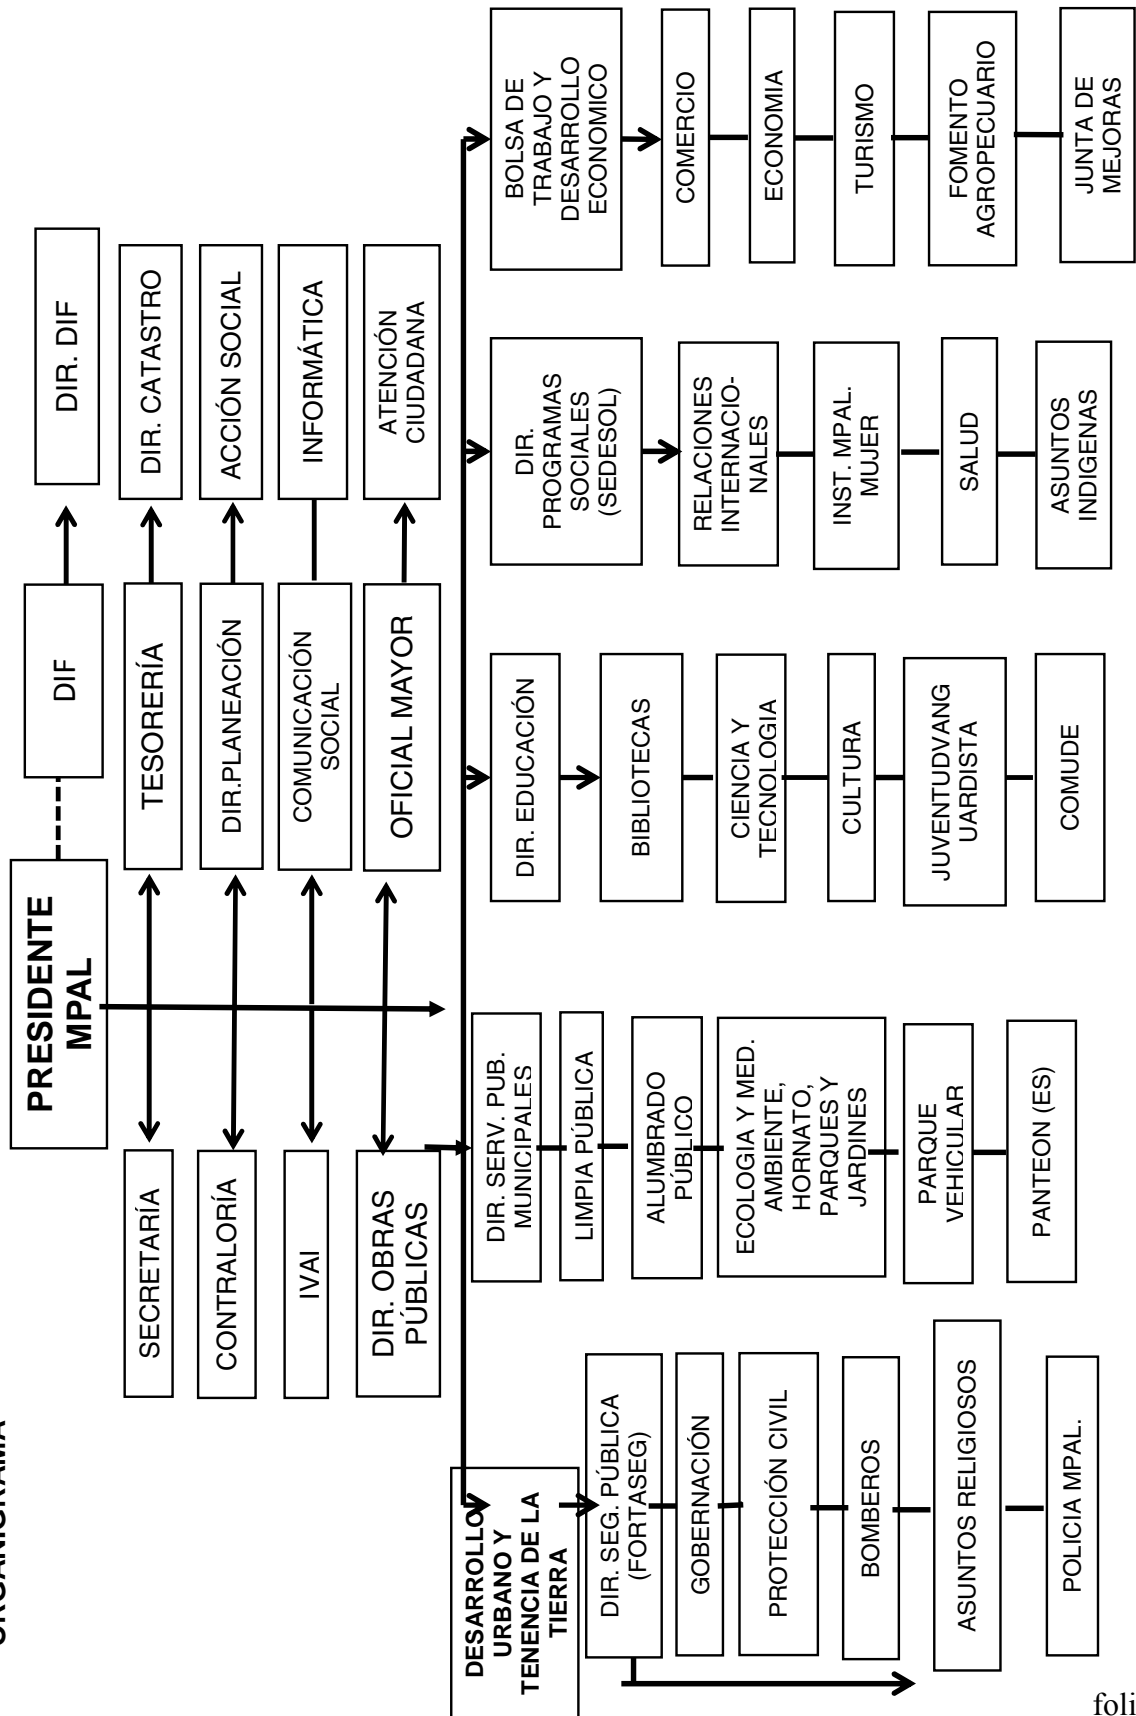 ORGANIGRAMA
PRESIDENTE
MPAL
DIF
DIR. DIF
SECRETARÍA
TESORERÍA
DIR. CATASTRO
CONTRALORÍA
DIR.PLANEACIÓN
ACCIÓN SOCIAL
IVAI
COMUNICACIÓN
SOCIAL
INFORMÁTICA
DIR. OBRAS
PÚBLICAS
OFICIAL MAYOR
ATENCIÓN
CIUDADANA
DESARROLLO
URBANO Y
TENENCIA DE LA
TIERRA
DIR. SEG. PÚBLICA
(FORTASEG)
GOBERNACIÓN
PROTECCIÓN CIVIL
BOMBEROS
ASUNTOS RELIGIOSOS
POLICIA MPAL.
DIR. SERV. PUB.
MUNICIPALES
LIMPIA PÚBLICA
ALUMBRADO
PÚBLICO
ECOLOGIA Y MED.
AMBIENTE,
HORNATO,
PARQUES Y
JARDINES
PARQUE
VEHICULAR
PANTEON (ES)
DIR. EDUCACIÓN
BIBLIOTECAS
CIENCIA Y
TECNOLOGIA
CULTURA
JUVENTUDVANG
UARDISTA
COMUDE
DIR.
PROGRAMAS
SOCIALES
(SEDESOL)
RELACIONES
INTERNACIO-
NALES
INST. MPAL.
MUJER
SALUD
ASUNTOS
INDIGENAS
BOLSA DE
TRABAJO Y
DESARROLLO
ECONOMICO
COMERCIO
ECONOMIA
TURISMO
FOMENTO
AGROPECUARIO
JUNTA DE
MEJORAS
foli